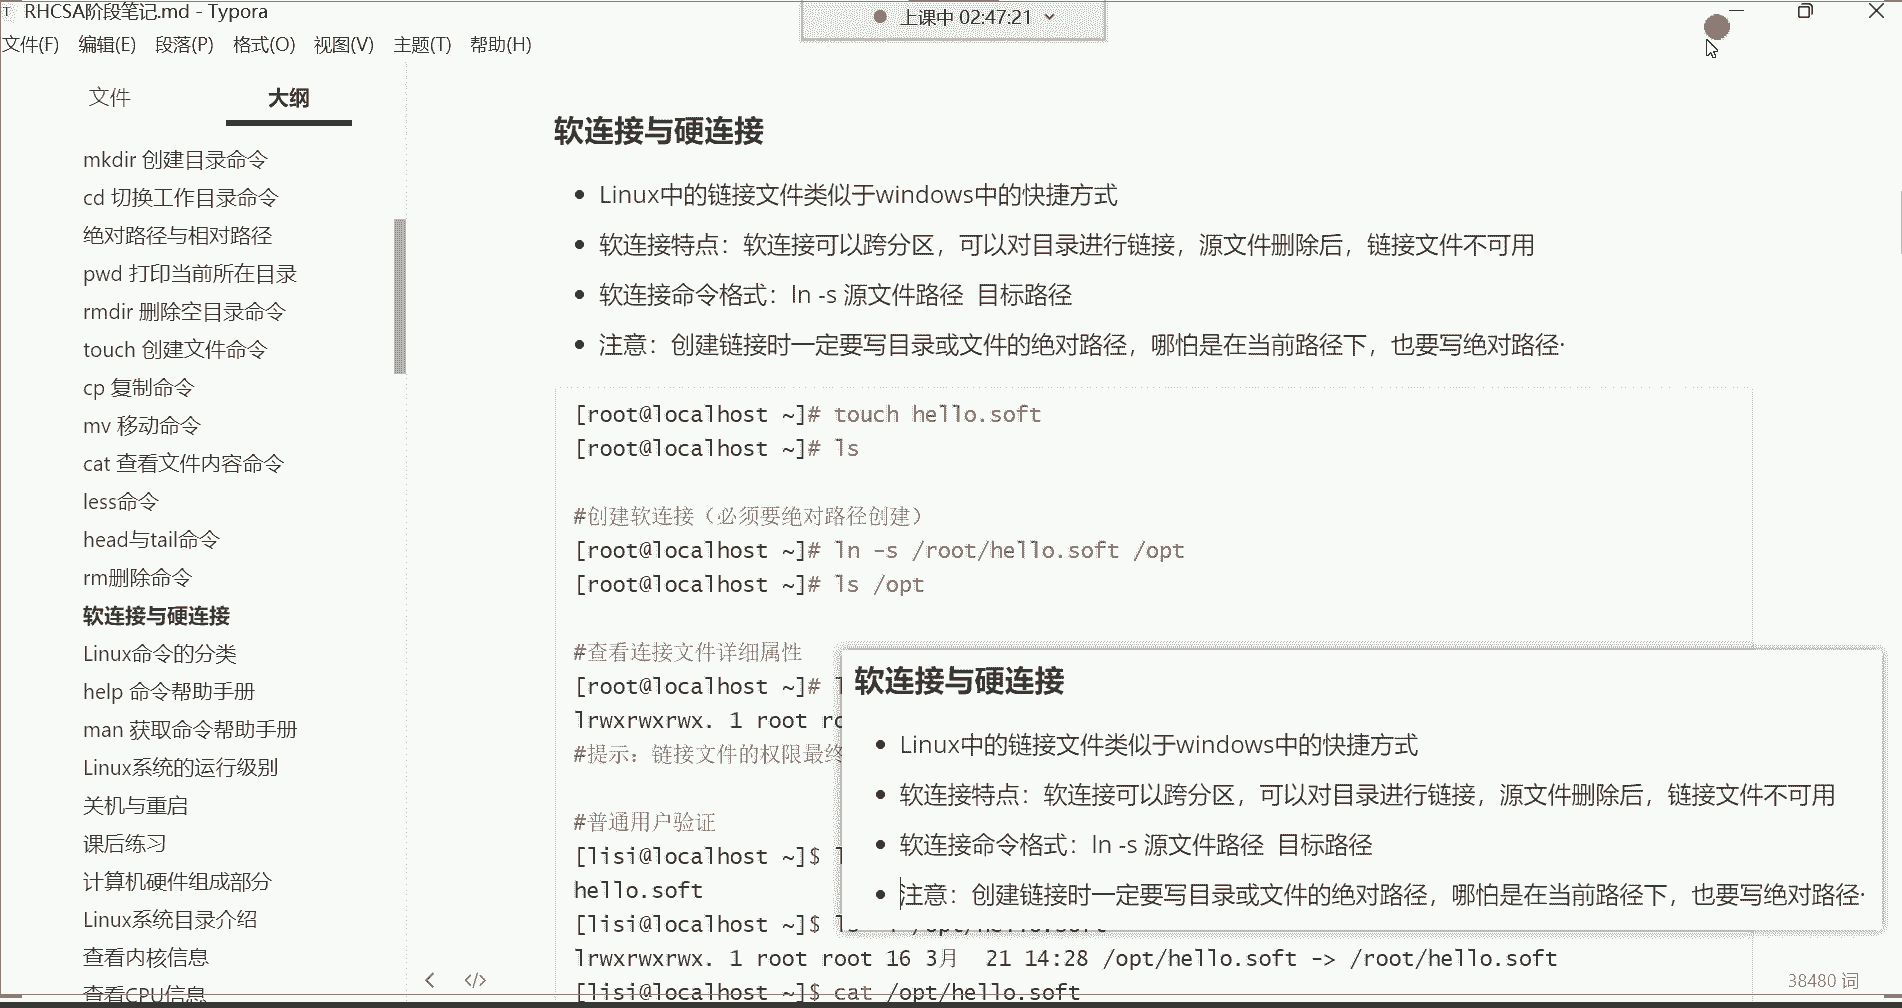 RHCSA阶段笔记.md - Typora
上课中 02:47:21
文件(F) 编辑(E) 段落(P) 格式(O) 视图(V) 主题(T) 帮助(H)
文件 大纲
mkdir 创建目录命令
cd 切换工作目录命令
绝对路径与相对路径
pwd 打印当前所在目录
rmdir 删除空目录命令
touch 创建文件命令
cp 复制命令
mv 移动命令
cat 查看文件内容命令
less命令
head与tail命令
rm删除命令
软连接与硬连接
Linux命令的分类
help 命令帮助手册
man 获取命令帮助手册
Linux系统的运行级别
关机与重启
课后练习
计算机硬件组成部分
Linux系统目录介绍
查看内核信息
查看CPU信息
软连接与硬连接
Linux中的链接文件类似于windows中的快捷方式
软连接特点：软连接可以跨分区，可以对目录进行链接，源文件删除后，链接文件不可用
软连接命令格式：ln -s 源文件路径 目标路径
注意：创建链接时一定要写目录或文件的绝对路径，哪怕是在当前路径下，也要写绝对路径·
[root@localhost ~]# touch hello.soft
[root@localhost ~]# ls
#创建软连接（必须要绝对路径创建）
[root@localhost ~]# ln -s /root/hello.soft /opt
[root@localhost ~]# ls /opt
#查看连接文件详细属性
[root@localhost ~]# l
lrwxrwxrwx. 1 root ro
#提示：链接文件的权限最终
#普通用户验证
[lisi@localhost ~]$ l
hello.soft
[lisi@localhost ~]$ ls -l /opt/hello.soft
lrwxrwxrwx. 1 root root 16 3月 21 14:28 /opt/hello.soft -> /root/hello.soft
[lisi@localhost ~]$ cat /opt/hello.soft
软连接与硬连接
Linux中的链接文件类似于windows中的快捷方式
软连接特点：软连接可以跨分区，可以对目录进行链接，源文件删除后，链接文件不可用
软连接命令格式：ln -s 源文件路径 目标路径
注意：创建链接时一定要写目录或文件的绝对路径，哪怕是在当前路径下，也要写绝对路径·
38480 词